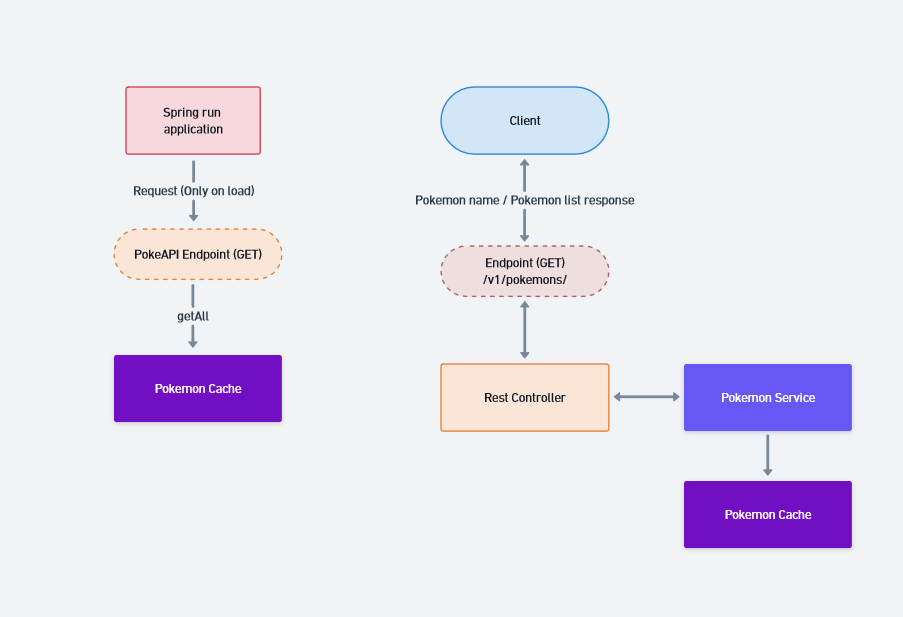 Spring run
application
Request (Only on load)
PokeAPI Endpoint (GET)
getAll
Pokemon Cache
Client
Pokemon name / Pokemon list response
Endpoint (GET)
/v1/pokemons/
Rest Controller
Pokemon Service
Pokemon Cache